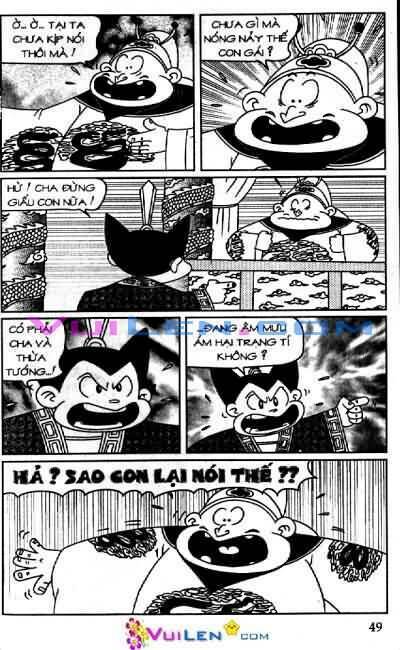 Ờ... Ờ... TẠI TA
CHƯA KỊP NÓI
THÔI MÀ!
CHƯA GÌ MÀ
NÓNG NẢY THẾ
CON GÁI?
HỪ! CHA ĐỪNG
GIẤU CON NỮA!
CÓ PHẢI
CHA VÀ
THỪA
TƯỚNG...!
ĐANG ÂM MƯU
ÁM HẠI TRẠNG TÍ
KHÔNG?
VUILEN.COM
HẢ? SAO CON LẠI NÓI THẾ??
49
VUILEN.COM